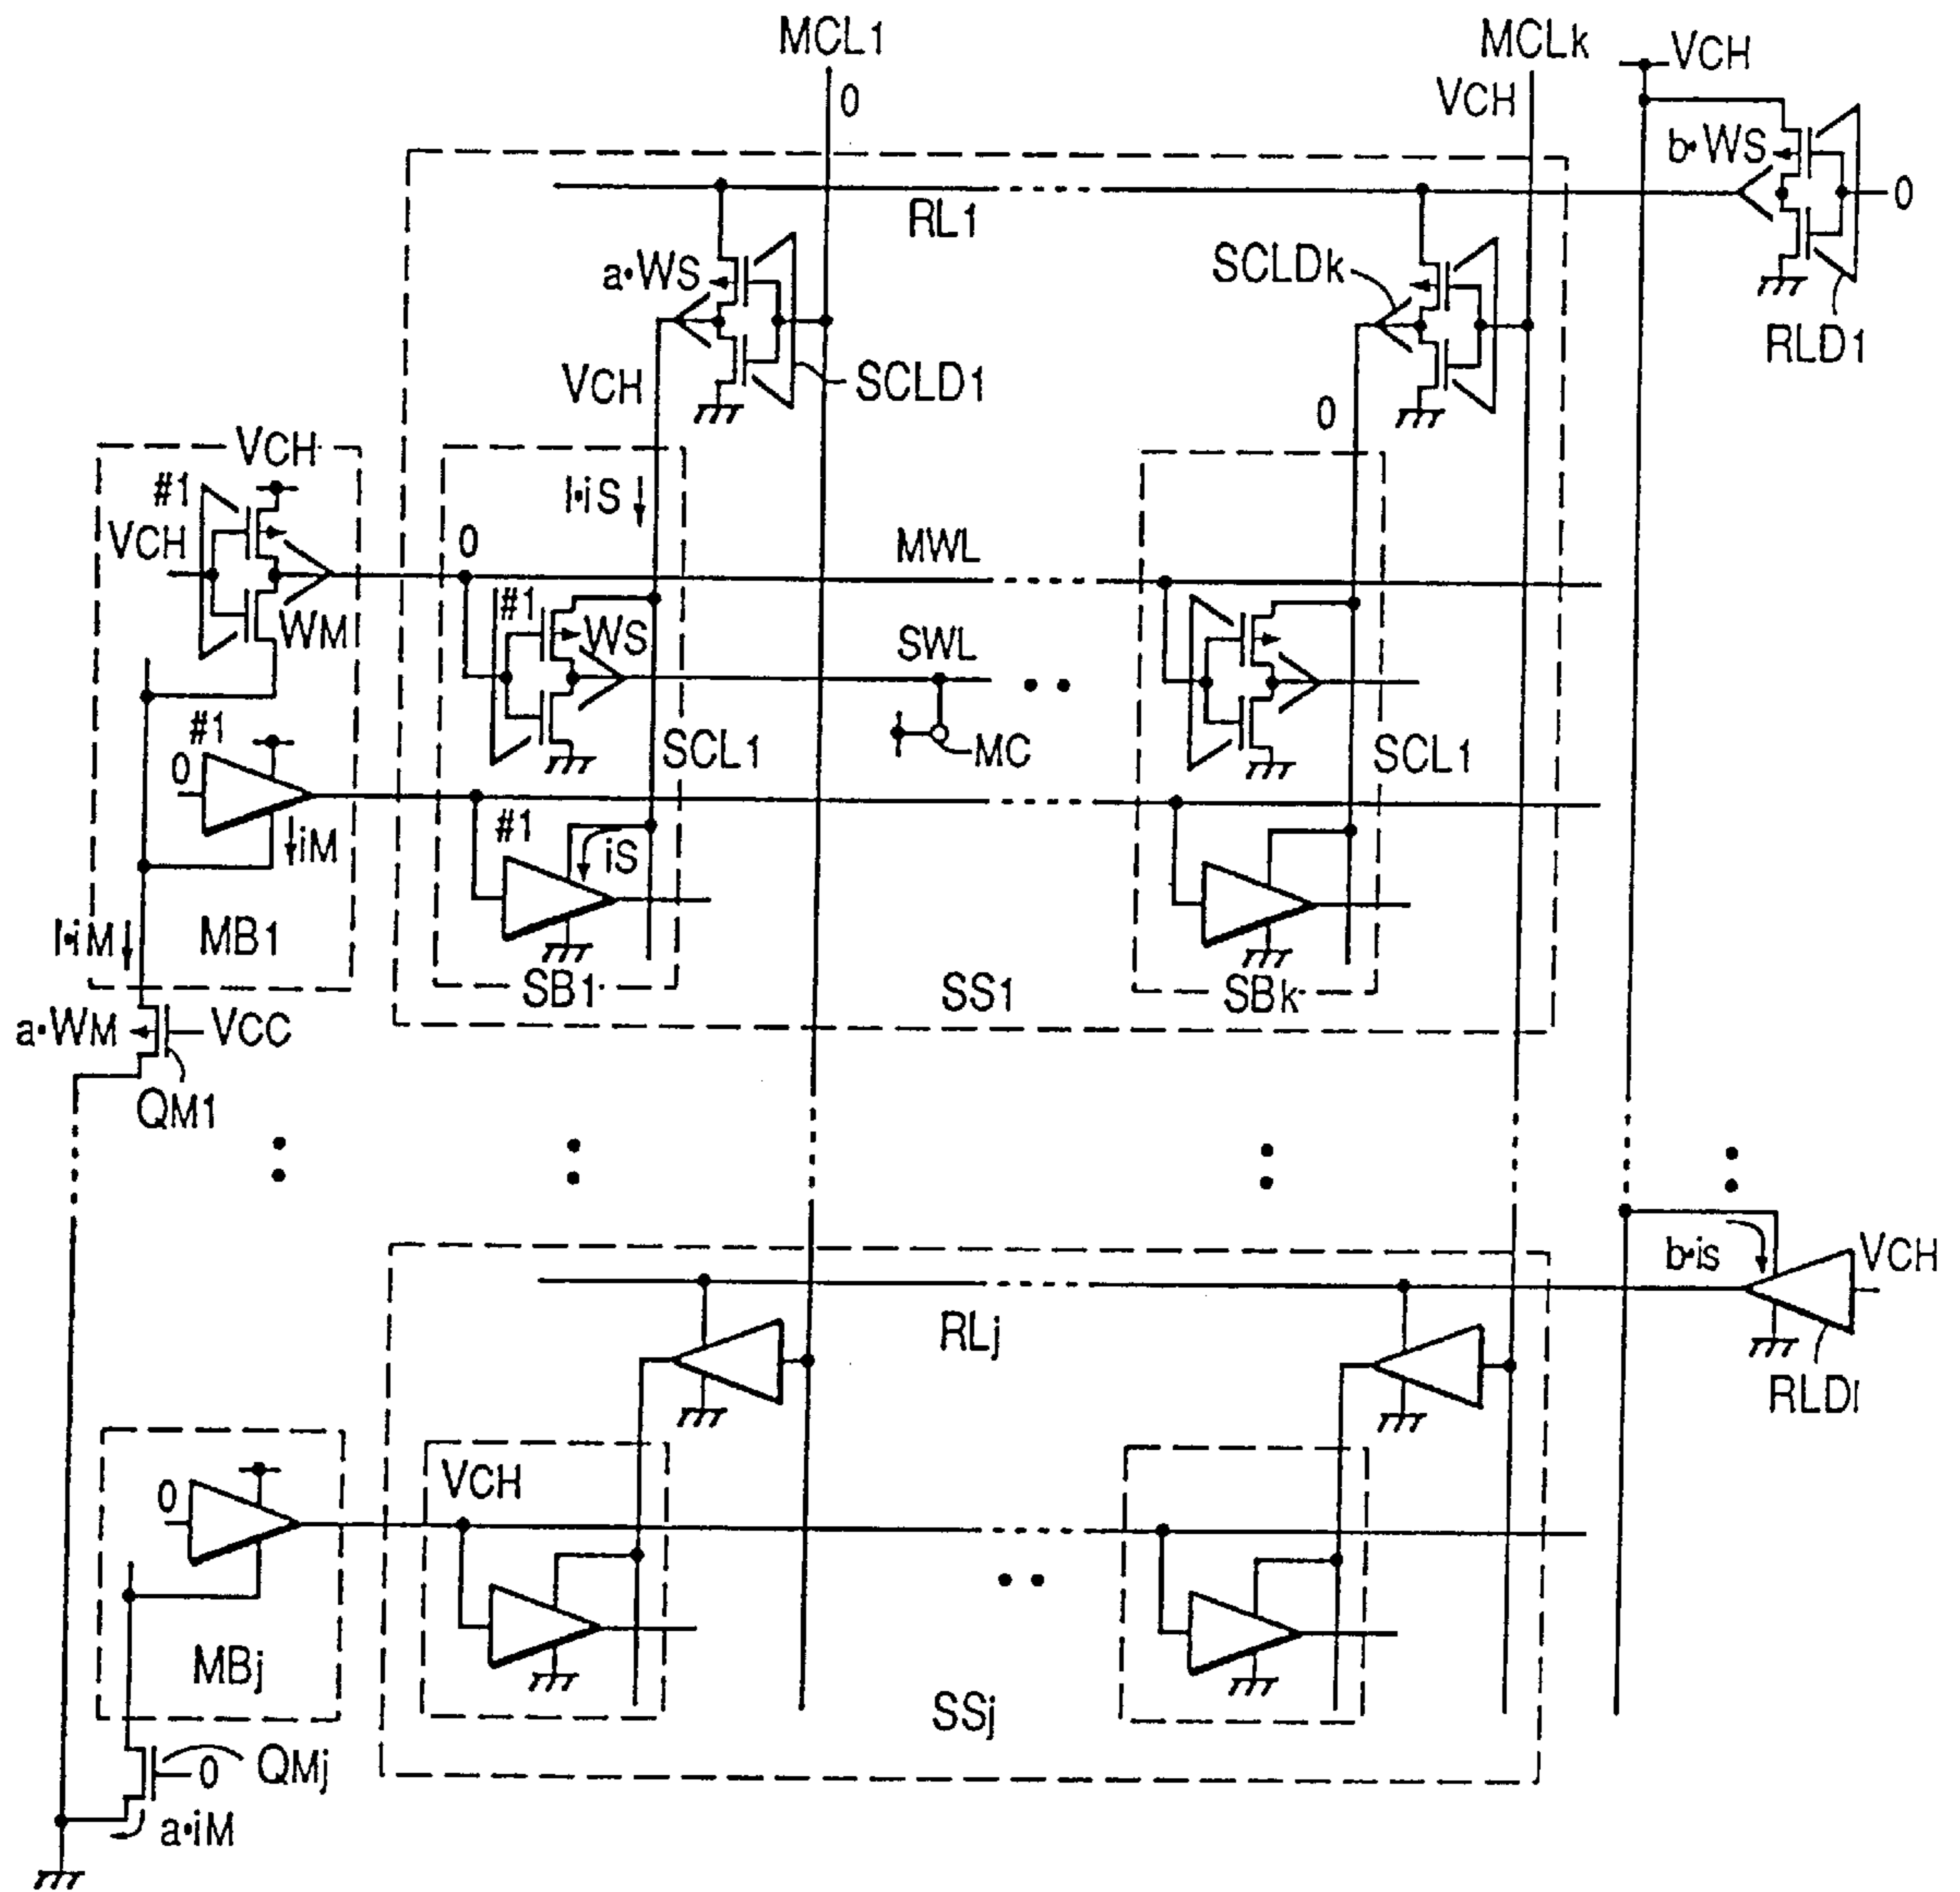 MCL1
MCLk
VCH
0
VCH
b•WS
0
RL1
a•WS
SCLDk
RLD1
VCH
SCLD1
0
VCH
#1
l•iS
VCH
0
MWL
#1
WM
WS
SWL
#1
SCL1
MC
SCL1
0
#1
iM
iS
l•iM
MB1
SB1
SS1
SBk
a•WM
VCC
QM1
b•is
VCH
RLj
RLDl
VCH
0
MBj
SSj
0
QMj
a•iM